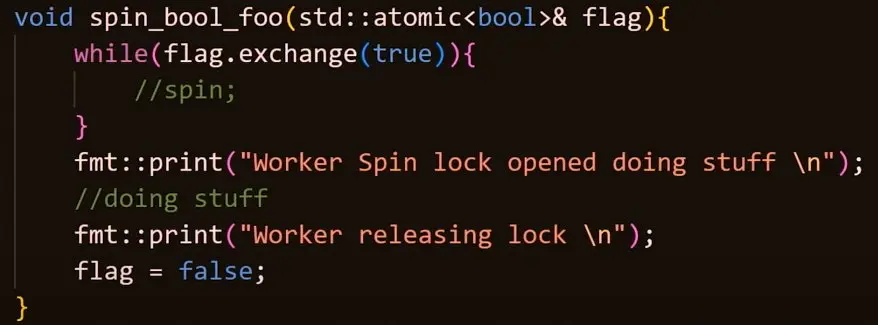 void spin_bool_foo(std::atomic<bool>& flag){
    while(flag.exchange(true)){
        //spin;
    }
    fmt::print("Worker Spin lock opened doing stuff \n");
    //doing stuff
    fmt::print("Worker releasing lock \n");
    flag = false;
}